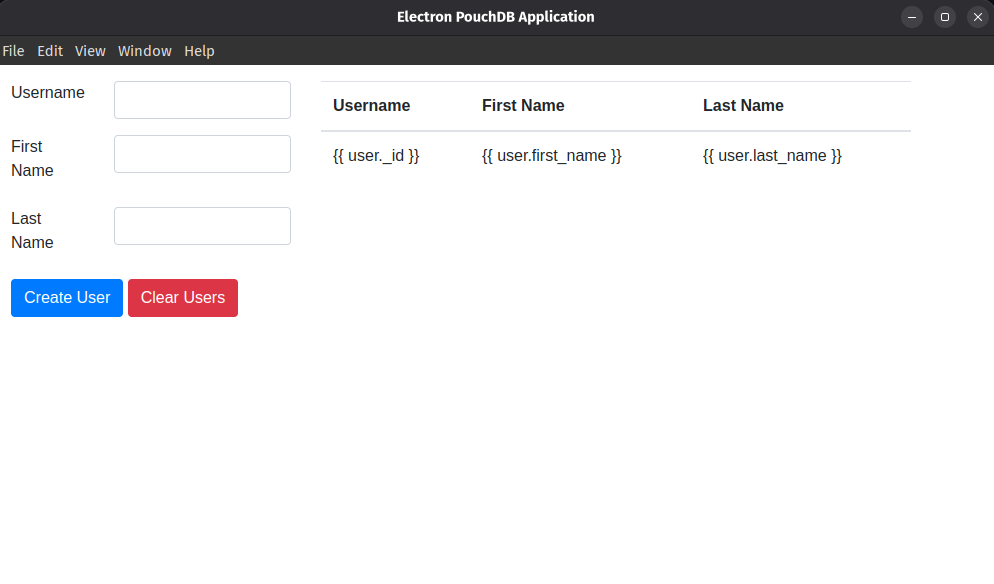 Electron PouchDB Application
File Edit View Window Help
Username
First
Name
Last
Name
Create User Clear Users
Username First Name Last Name
{{ user._id }} {{ user.first_name }} {{ user.last_name }}